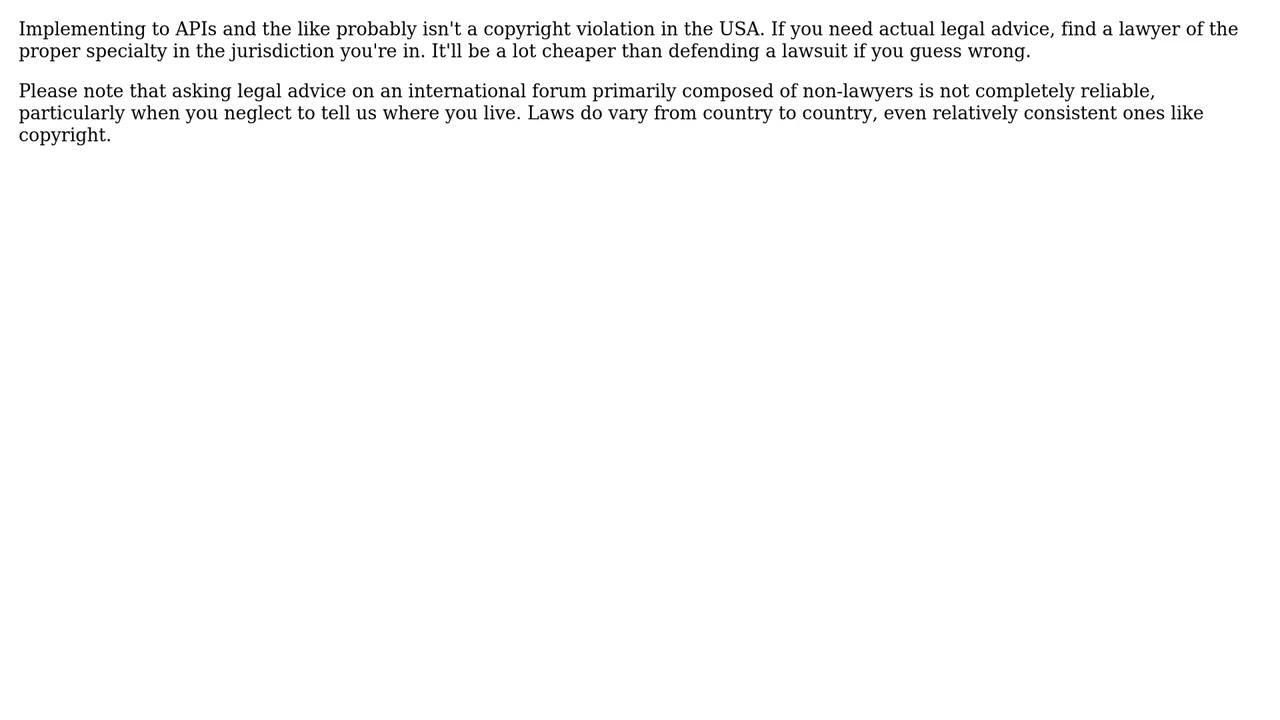 Implementing to APIs and the like probably isn't a copyright violation in the USA. If you need actual legal advice, find a lawyer of the
proper specialty in the jurisdiction you're in. It'll be a lot cheaper than defending a lawsuit if you guess wrong.
Please note that asking legal advice on an international forum primarily composed of non-lawyers is not completely reliable,
particularly when you neglect to tell us where you live. Laws do vary from country to country, even relatively consistent ones like
copyright.